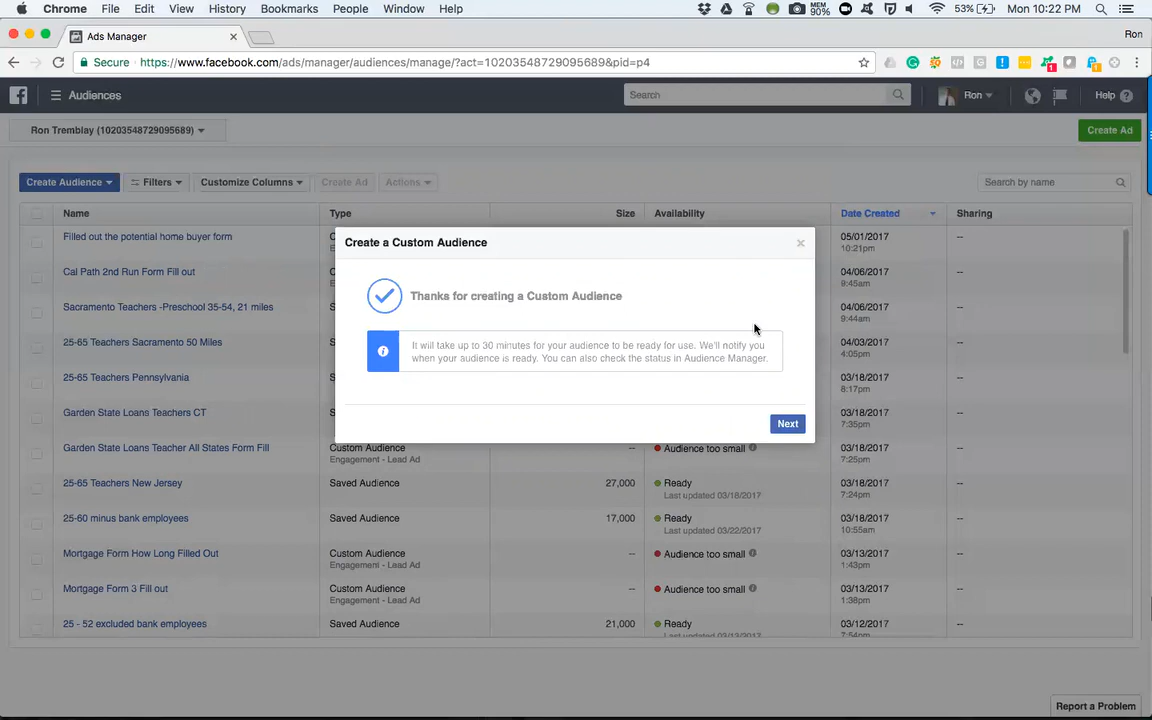 Chrome File Edit View History Bookmarks People Window Help MEM 90% 53% Mon 10:22 PM
Ads Manager Ron
Secure https://www.facebook.com/ads/manager/audiences/manage/?act=10203548729095689&pid=p4
Audiences Search Ron Help
Ron Tremblay (10203548729095689) Create Ad
Create Audience Filters Customize Columns Create Ad Actions Search by name
Name Type Size Availability Date Created Sharing
Filled out the potential home buyer form 05/01/2017 --
10:21pm
Cal Path 2nd Run Form Fill out 04/06/2017 --
9:45am
Sacramento Teachers -Preschool 35-54, 21 miles 04/06/2017 --
9:44am
25-65 Teachers Sacramento 50 Miles 04/03/2017 --
4:05pm
25-65 Teachers Pennsylvania 03/18/2017 --
8:17pm
Garden State Loans Teachers CT 03/18/2017 --
7:35pm
Garden State Loans Teacher All States Form Fill Custom Audience -- Audience too small 03/18/2017 --
Engagement - Lead Ad 7:25pm
25-65 Teachers New Jersey Saved Audience 27,000 Ready 03/18/2017 --
Last updated 03/18/2017 7:24pm
25-60 minus bank employees Saved Audience 17,000 Ready 03/18/2017 --
Last updated 03/22/2017 10:55am
Mortgage Form How Long Filled Out Custom Audience -- Audience too small 03/13/2017 --
Engagement - Lead Ad 1:43pm
Mortgage Form 3 Fill out Custom Audience -- Audience too small 03/13/2017 --
Engagement - Lead Ad 1:38pm
25 - 52 excluded bank employees Saved Audience 21,000 Ready 03/12/2017 --
Last updated 03/13/2017 7:54pm
Create a Custom Audience
Thanks for creating a Custom Audience
It will take up to 30 minutes for your audience to be ready for use. We'll notify you
when your audience is ready. You can also check the status in Audience Manager.
Next
Report a Problem